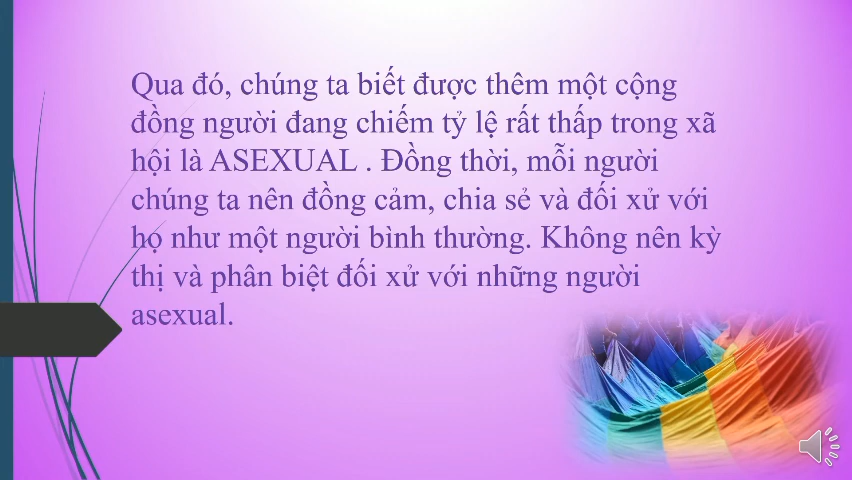 Qua đó, chúng ta biết được thêm một cộng
đồng người đang chiếm tỷ lệ rất thấp trong xã
hội là ASEXUAL . Đồng thời, mỗi người
chúng ta nên đồng cảm, chia sẻ và đối xử với
họ như một người bình thường. Không nên kỳ
thị và phân biệt đối xử với những người
asexual.